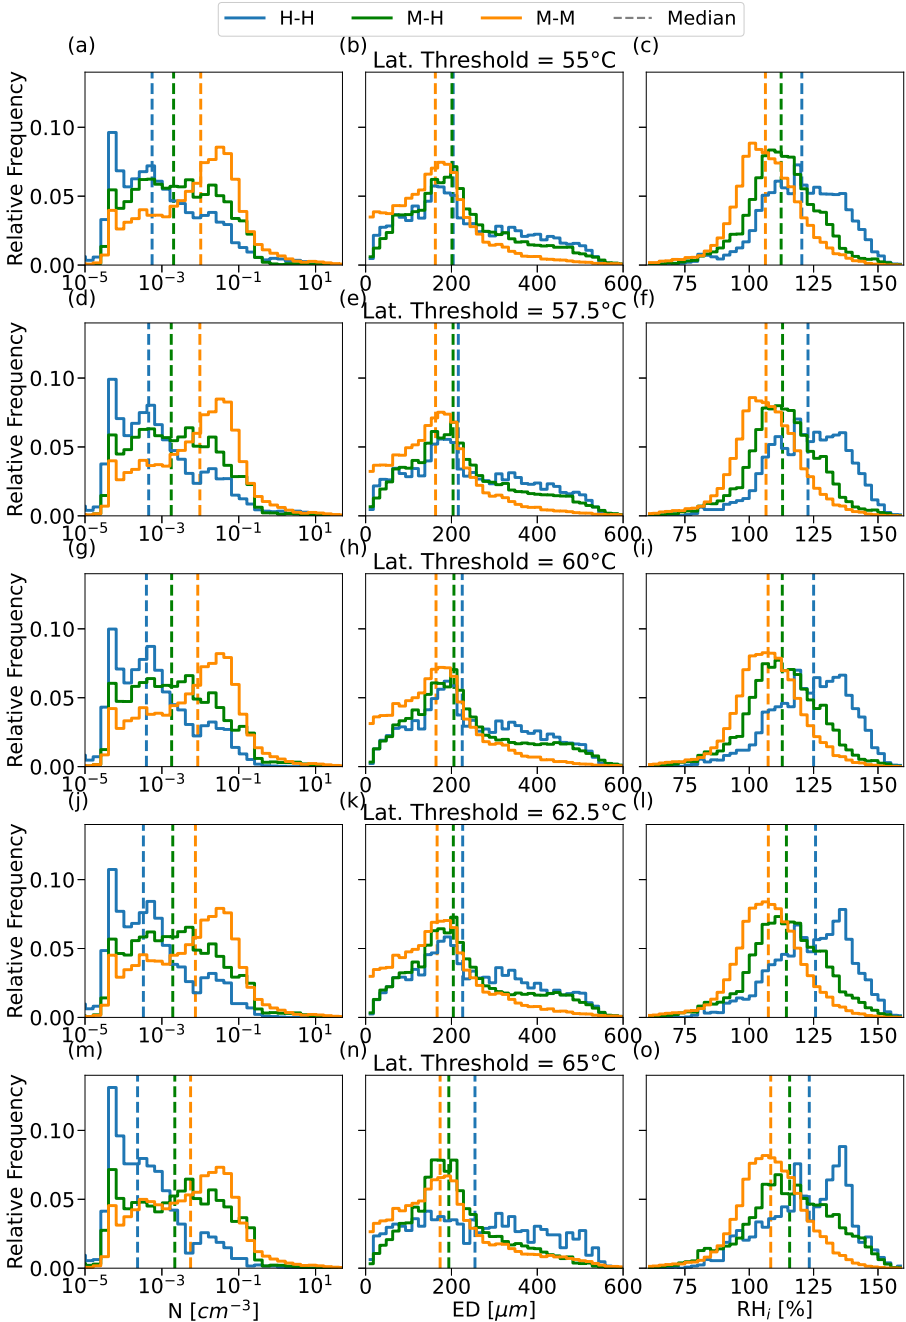 H-H M-H M-M Median
(a) (b) (c)
Lat. Threshold = 55°C
Relative Frequency
0.10
0.05
0.00
10⁻⁵ 10⁻³ 10⁻¹ 10¹ 0 200 400 600 75 100 125 150
(d) (e) (f)
Lat. Threshold = 57.5°C
Relative Frequency
0.10
0.05
0.00
10⁻⁵ 10⁻³ 10⁻¹ 10¹ 0 200 400 600 75 100 125 150
(g) (h) (i)
Lat. Threshold = 60°C
Relative Frequency
0.10
0.05
0.00
10⁻⁵ 10⁻³ 10⁻¹ 10¹ 0 200 400 600 75 100 125 150
(j) (k) (l)
Lat. Threshold = 62.5°C
Relative Frequency
0.10
0.05
0.00
10⁻⁵ 10⁻³ 10⁻¹ 10¹ 0 200 400 600 75 100 125 150
(m) (n) (o)
Lat. Threshold = 65°C
Relative Frequency
0.10
0.05
0.00
10⁻⁵ 10⁻³ 10⁻¹ 10¹ 0 200 400 600 75 100 125 150
N [cm⁻³] ED [μm] RHᵢ [%]